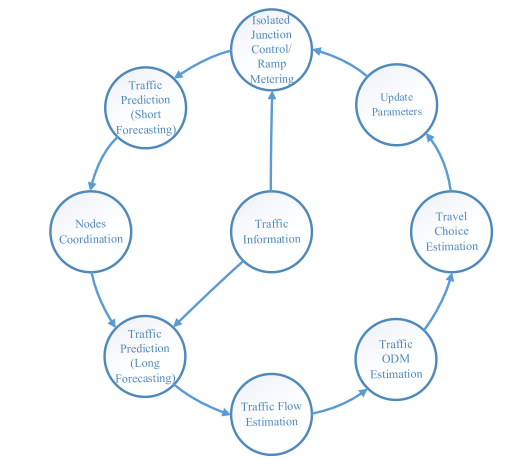 Isolated
Junction
Control/
Ramp
Metering
Traffic
Prediction
(Short
Forecasting)
Update
Parameters
Nodes
Coordination
Traffic
Information
Travel
Choice
Estimation
Traffic
Prediction
(Long
Forecasting)
Traffic
ODM
Estimation
Traffic Flow
Estimation